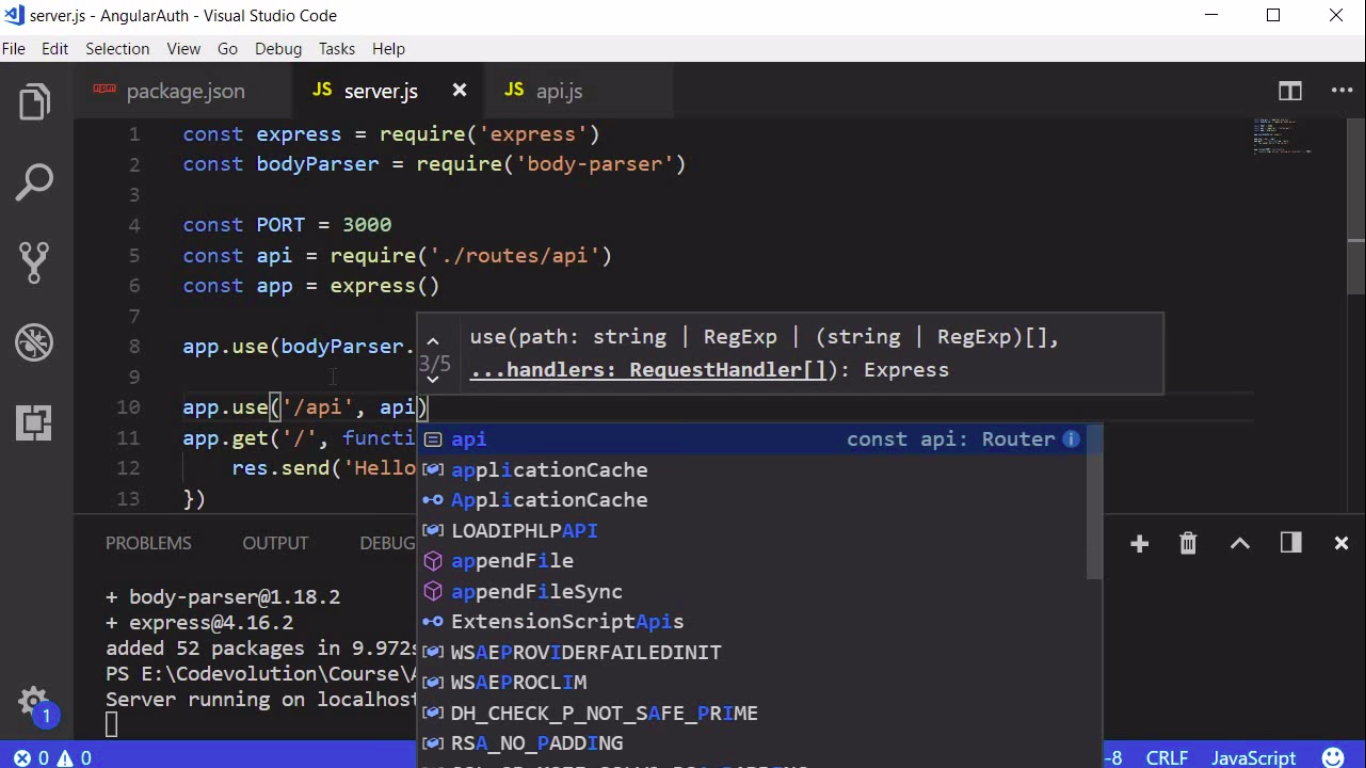 server.js - AngularAuth - Visual Studio Code
File Edit Selection View Go Debug Tasks Help
npm package.json JS server.js JS api.js
1 const express = require('express')
2 const bodyParser = require('body-parser')
3
4 const PORT = 3000
5 const api = require('./routes/api')
6 const app = express()
7
8 app.use(bodyParser.
9
10 app.use('/api', api)
11 app.get('/', functi
12 res.send('Hello
13 })
3/5
use(path: string | RegExp | (string | RegExp)[],
...handlers: RequestHandler[]): Express
api const api: Router
applicationCache
ApplicationCache
LOADIPHLPAPI
appendFile
appendFileSync
ExtensionScriptApis
WSAEPROVIDERFAILEDINIT
WSAEPROCLIM
DH_CHECK_P_NOT_SAFE_PRIME
RSA_NO_PADDING
PROBLEMS OUTPUT DEBUG
+ body-parser@1.18.2
+ express@4.16.2
added 52 packages in 9.972s
PS E:\Codevolution\Course\
Server running on localhost
1
0 0 -8 CRLF JavaScript